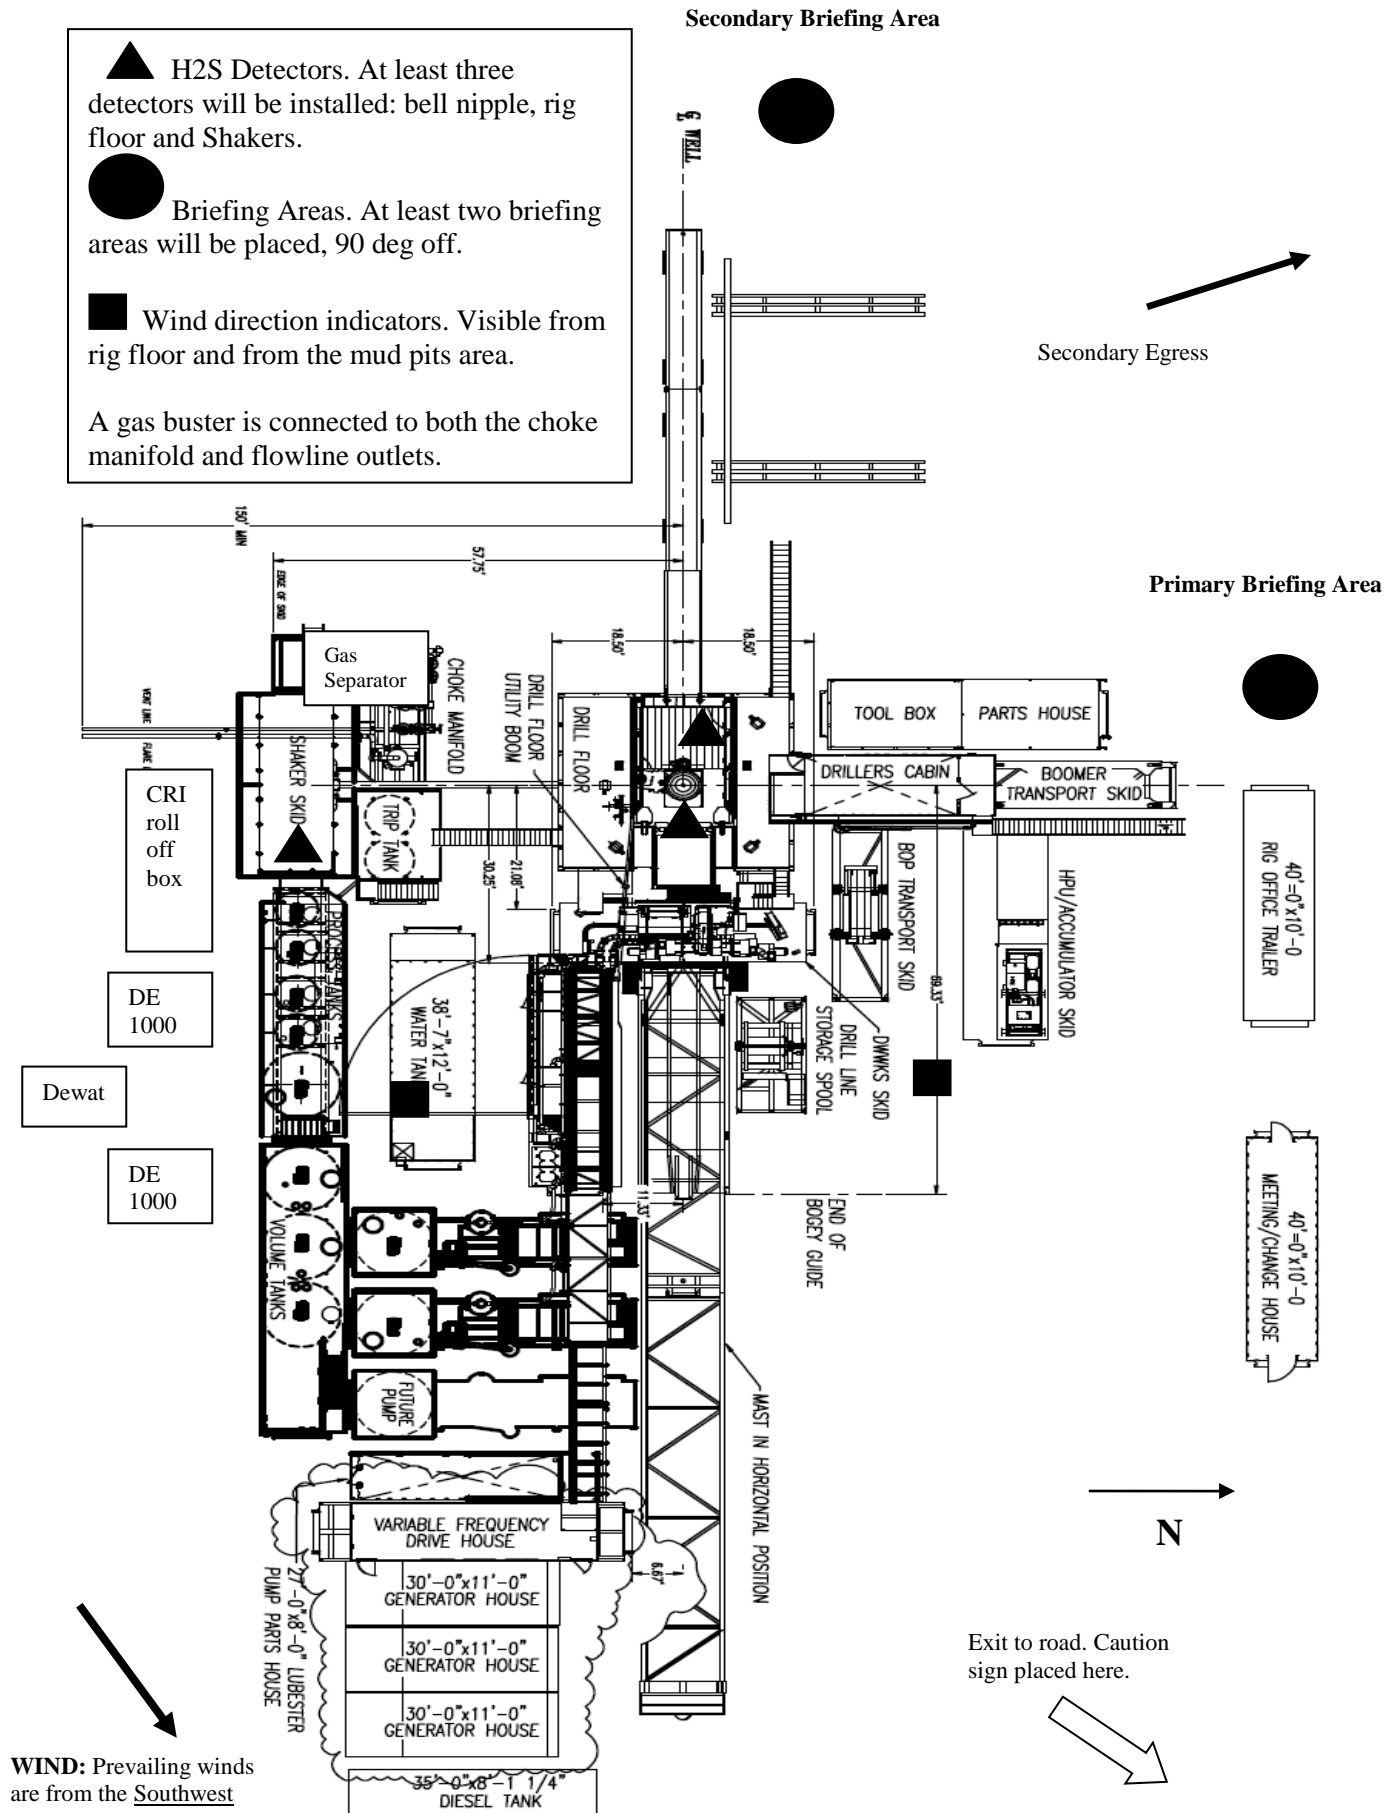 Secondary Briefing Area
H2S Detectors. At least three
detectors will be installed: bell nipple, rig
floor and Shakers.
Briefing Areas. At least two briefing
areas will be placed, 90 deg off.
Wind direction indicators. Visible from
rig floor and from the mud pits area.
A gas buster is connected to both the choke
manifold and flowline outlets.
WELL
Secondary Egress
150' MIN
57.75'
EDGE OF SKID
Primary Briefing Area
18.50'
18.50'
Gas
Separator
CHOKE MANIFOLD
DRILL FLOOR
UTILITY BOOM
DRILL FLOOR
TOOL BOX
PARTS HOUSE
VENT LINE
SHAKER SKID
DRILLERS CABIN
BOOMER
TRANSPORT SKID
CRI
roll
off
box
TRIP TANK
30.25'
21.08'
BOP TRANSPORT SKID
HPU/ACCUMULATOR SKID
40'=0"x10'-0
RIG OFFICE TRAILER
PROCESS TANKS
69.33'
DE
1000
38'-7"x12'-0"
WATER TANK
DRILL LINE
STORAGE SPOOL
DWWKS SKID
Dewat
DE
1000
11.33'
END OF
BOGEY GUIDE
40'=0"x10'-0
MEETING/CHANGE HOUSE
VOLUME TANKS
FUTURE
PUMP
MAST IN HORIZONTAL POSITION
N
VARIABLE FREQUENCY
DRIVE HOUSE
6.67'
27'-0"x8'-0" LUBESTER
PUMP PARTS HOUSE
30'-0"x11'-0"
GENERATOR HOUSE
30'-0"x11'-0"
GENERATOR HOUSE
30'-0"x11'-0"
GENERATOR HOUSE
Exit to road. Caution
sign placed here.
WIND: Prevailing winds
are from the Southwest
35'-0"x8'-1 1/4"
DIESEL TANK